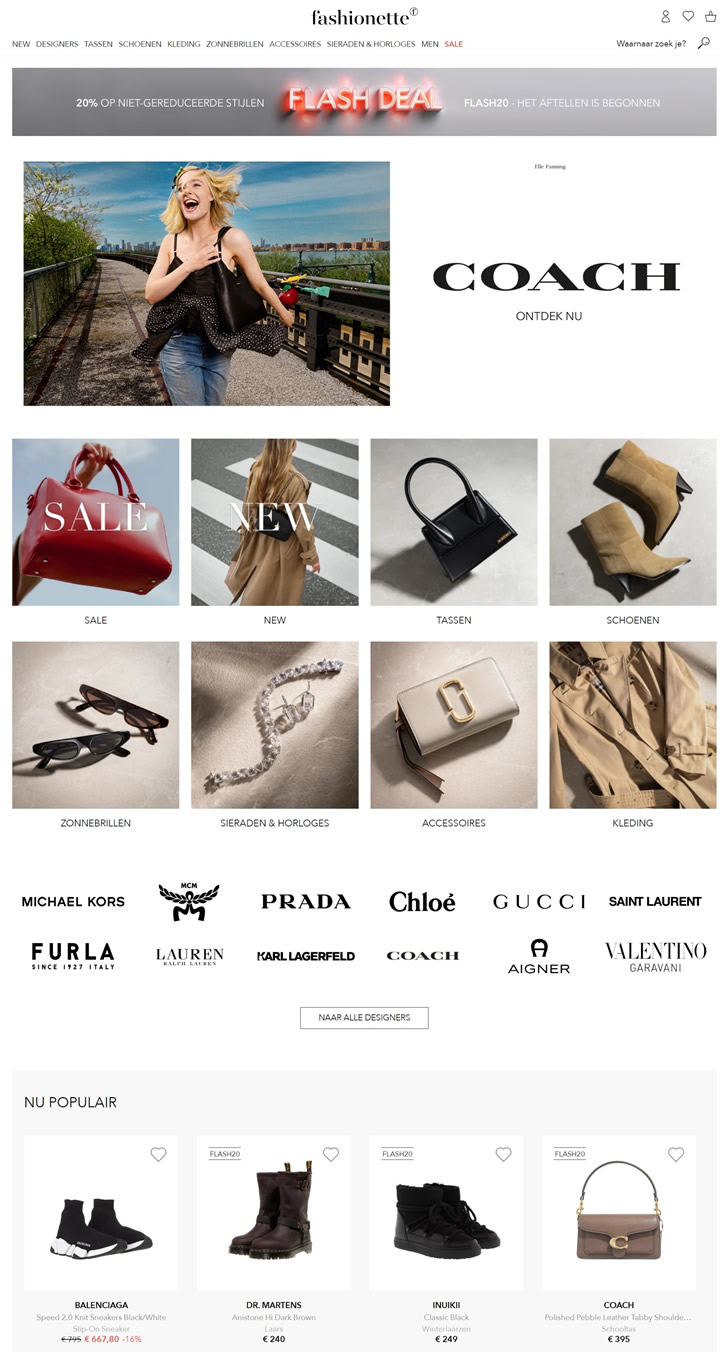 fashionette
NEW DESIGNERS TASSEN SCHOENEN KLEDING ZONNEBRILLEN ACCESSOIRES SIERADEN & HORLOGES MEN SALE
Waarnaar zoek je?
20% OP NIET-GEREDUCEERDE STIJLEN FLASH DEAL FLASH20 - HET AFTELLEN IS BEGONNEN
Elle Fanning
COACH
ONTDEK NU
SALE NEW
SALE NEW TASSEN SCHOENEN
ZONNEBRILLEN SIERADEN & HORLOGES ACCESSOIRES KLEDING
MICHAEL KORS MCM PRADA Chloé GUCCI SAINT LAURENT
FURLA LAUREN KARL LAGERFELD COACH AIGNER VALENTINO
SINCE 1927 ITALY RALPH LAUREN GARAVANI
NAAR ALLE DESIGNERS
NU POPULAIR
FLASH20 FLASH20 FLASH20
BALENCIAGA DR. MARTENS INUIKII COACH
Speed 2.0 Knit Sneakers Black/White Anistone Hi Dark Brown Classic Black Polished Pebble Leather Tabby Shoulde...
Slip-On Sneaker Laars Winterlaarzen Schooltas
€ 795 € 667,80 -16% € 240 € 249 € 395